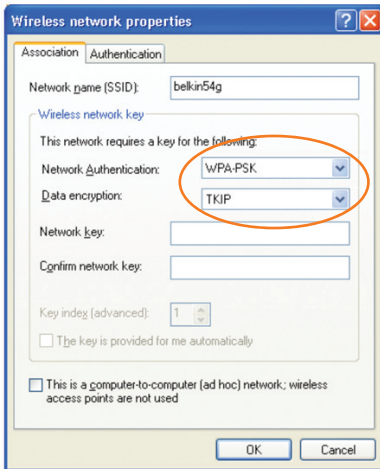 Wireless network properties
Association
Authentication
Network name (SSID):
belkin54g
Wireless network key
This network requires a key for the following:
Network Authentication:
WPA-PSK
Data encryption:
TKIP
Network key:
Confirm network key:
Key index (advanced):
1
The key is provided for me automatically
This is a computer-to-computer (ad hoc) network; wireless
access points are not used
OK
Cancel